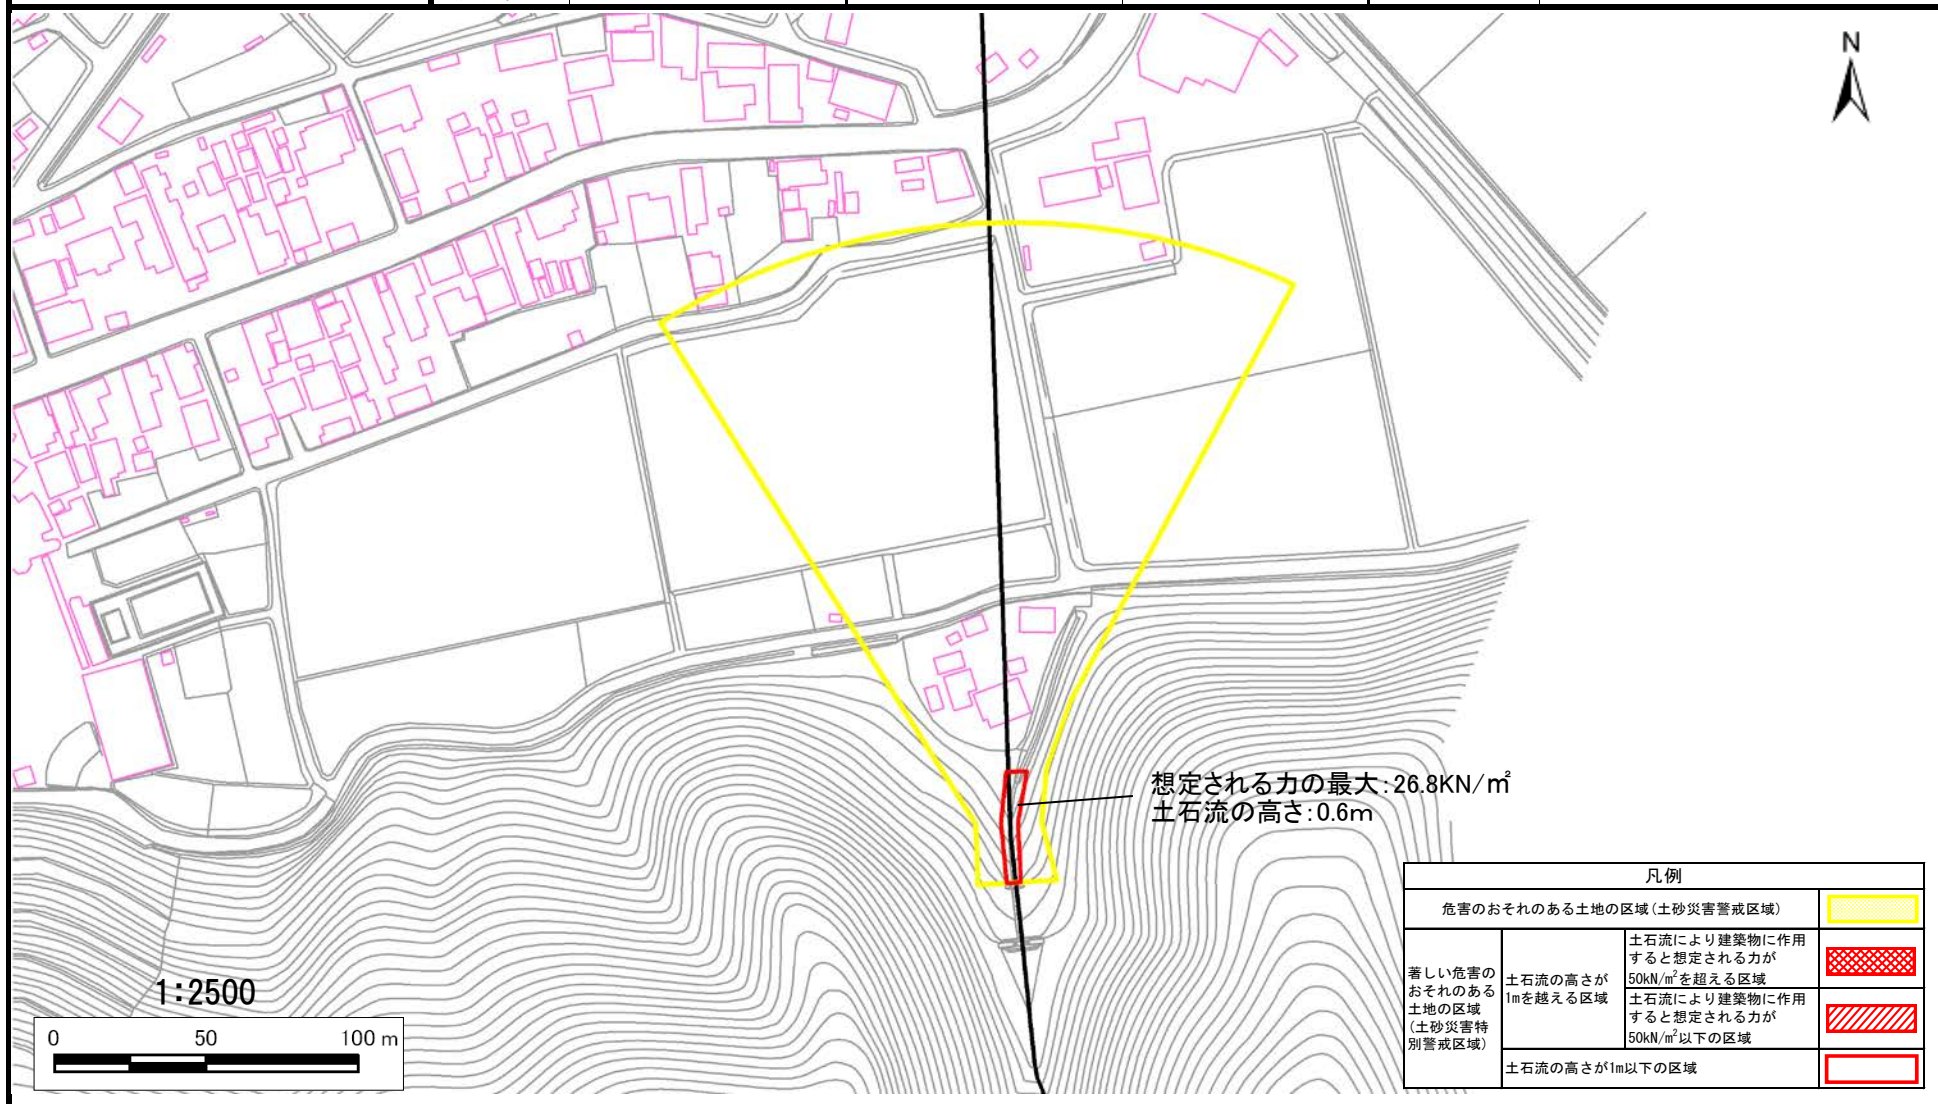 N
想定される力の最大:26.8KN/㎡
土石流の高さ:0.6m
1:2500
0 50 100 m
凡例
危害のおそれのある土地の区域(土砂災害警戒区域)
著しい危害の
おそれのある
土地の区域
(土砂災害特
別警戒区域)
土石流の高さが
1mを越える区域
土石流により建築物に作用
すると想定される力が
50kN/㎡を超える区域
土石流により建築物に作用
すると想定される力が
50kN/㎡以下の区域
土石流の高さが1m以下の区域